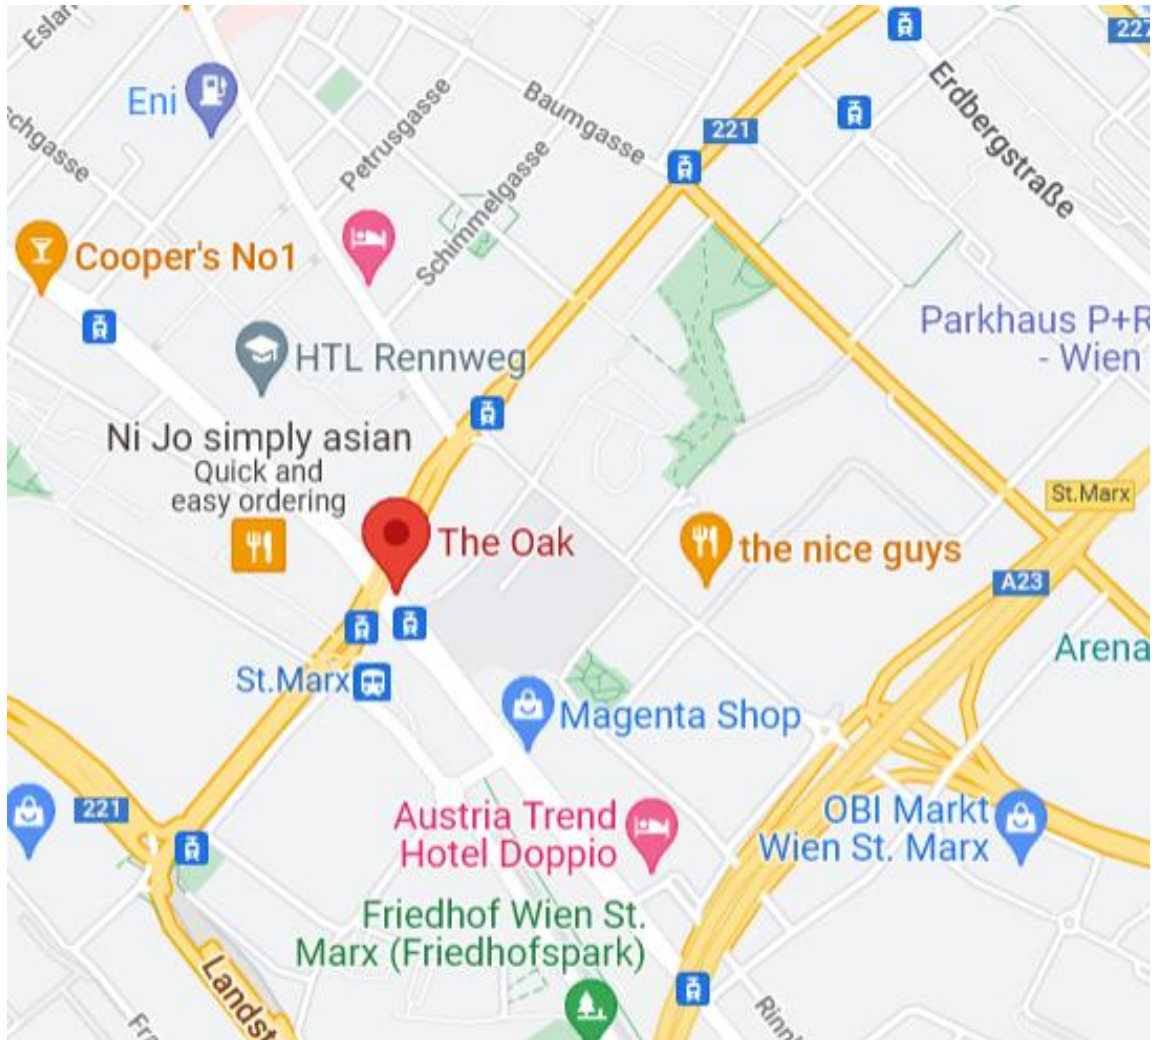 Eslar
227
Eni
Baumgasse
Erdbergstraße
chgasse
Petrusgasse
221
Schimmelgasse
Cooper's No1
Parkhaus P+R
- Wien
HTL Rennweg
Ni Jo simply asian
Quick and
easy ordering
St.Marx
The Oak
the nice guys
A23
Arena
St.Marx
Magenta Shop
221
Austria Trend
Hotel Doppio
OBI Markt
Wien St. Marx
Friedhof Wien St.
Marx (Friedhofspark)
Landst
Fra
Rinn